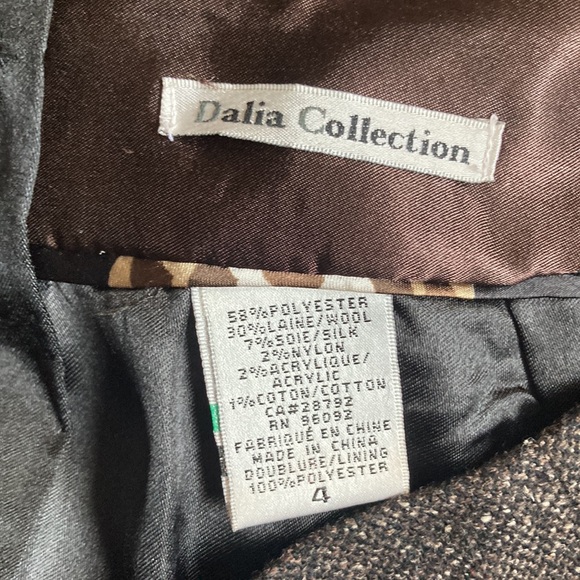 Dalia Collection
58%POLYESTER
30%LAINE/WOOL
7%SOIE/SILK
2%NYLON
2%ACRYLIQUE/
ACRYLIC
1%COTON/COTTON
CA#28792
RN 96092
FABRIQUÉ EN CHINE
MADE IN CHINA
DOUBLURE/LINING
100%POLYESTER
4